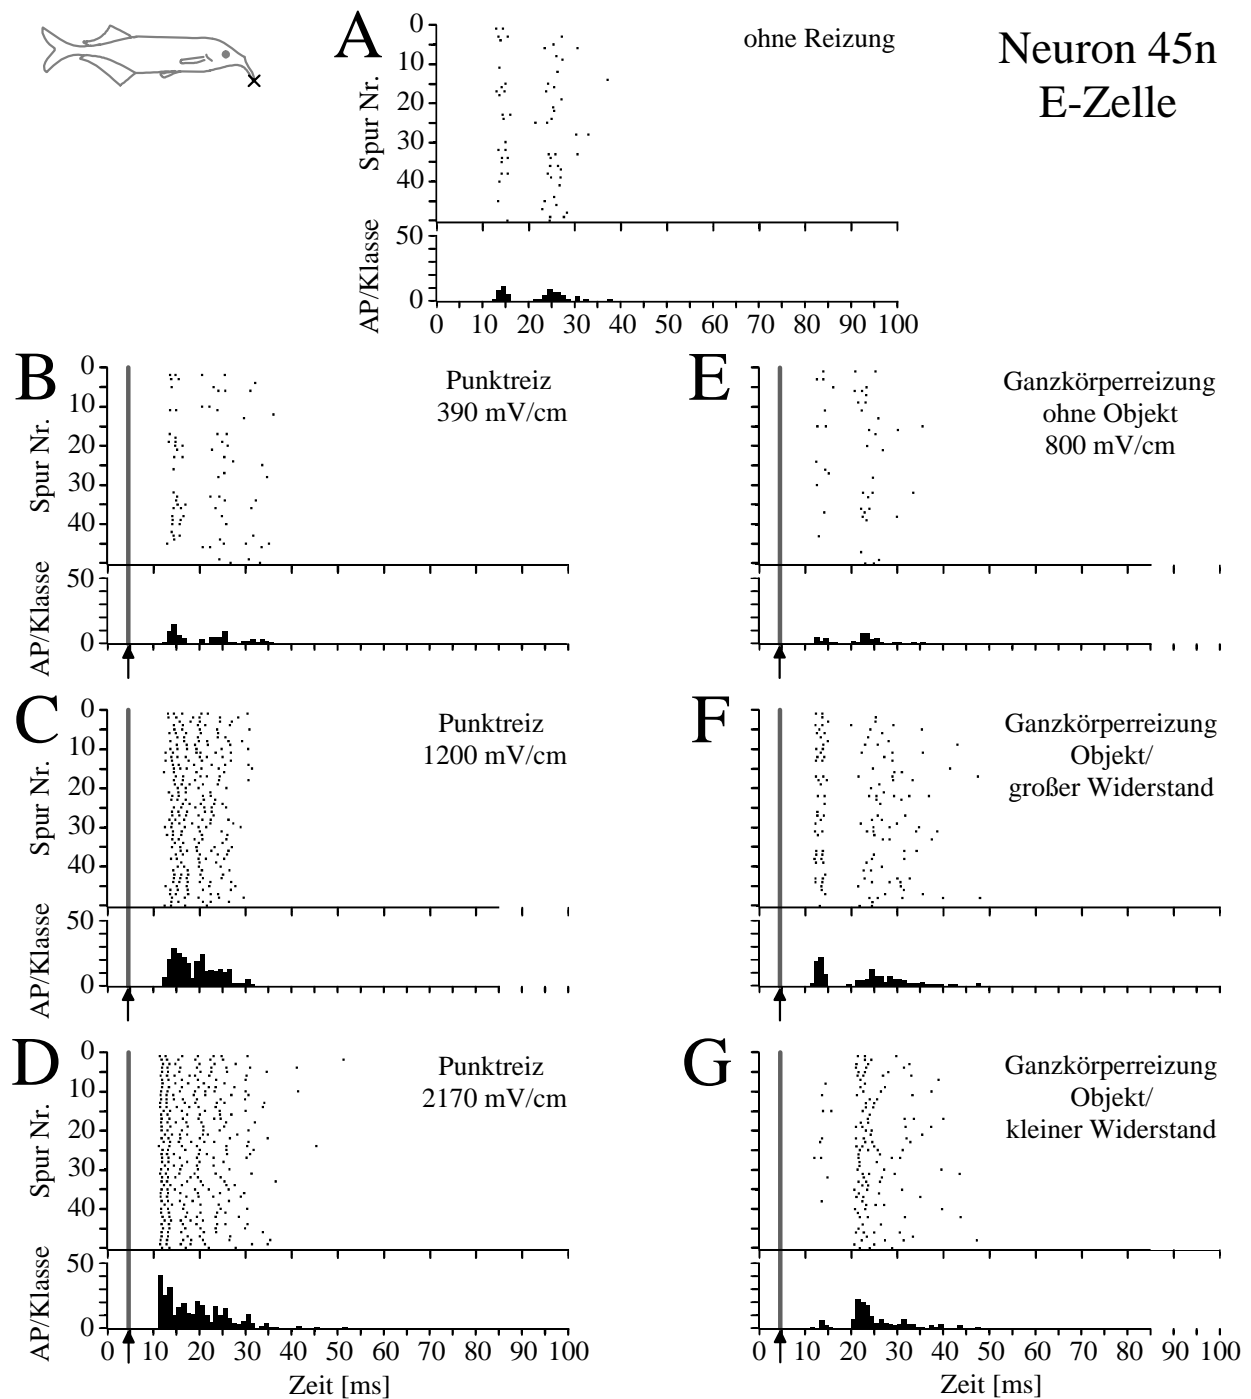 A
ohne Reizung
Neuron 45n
E-Zelle
Spur Nr.
0
10
20
30
40
AP/Klasse
50
0
0 10 20 30 40 50 60 70 80 90 100
B
Punktreiz
390 mV/cm
Spur Nr.
0
10
20
30
40
AP/Klasse
50
0
E
Ganzkörperreizung
ohne Objekt
800 mV/cm
C
Punktreiz
1200 mV/cm
Spur Nr.
0
10
20
30
40
AP/Klasse
50
0
F
Ganzkörperreizung
Objekt/
großer Widerstand
D
Punktreiz
2170 mV/cm
Spur Nr.
0
10
20
30
40
AP/Klasse
50
0
0 10 20 30 40 50 60 70 80 90 100
Zeit [ms]
G
Ganzkörperreizung
Objekt/
kleiner Widerstand
0 10 20 30 40 50 60 70 80 90 100
Zeit [ms]